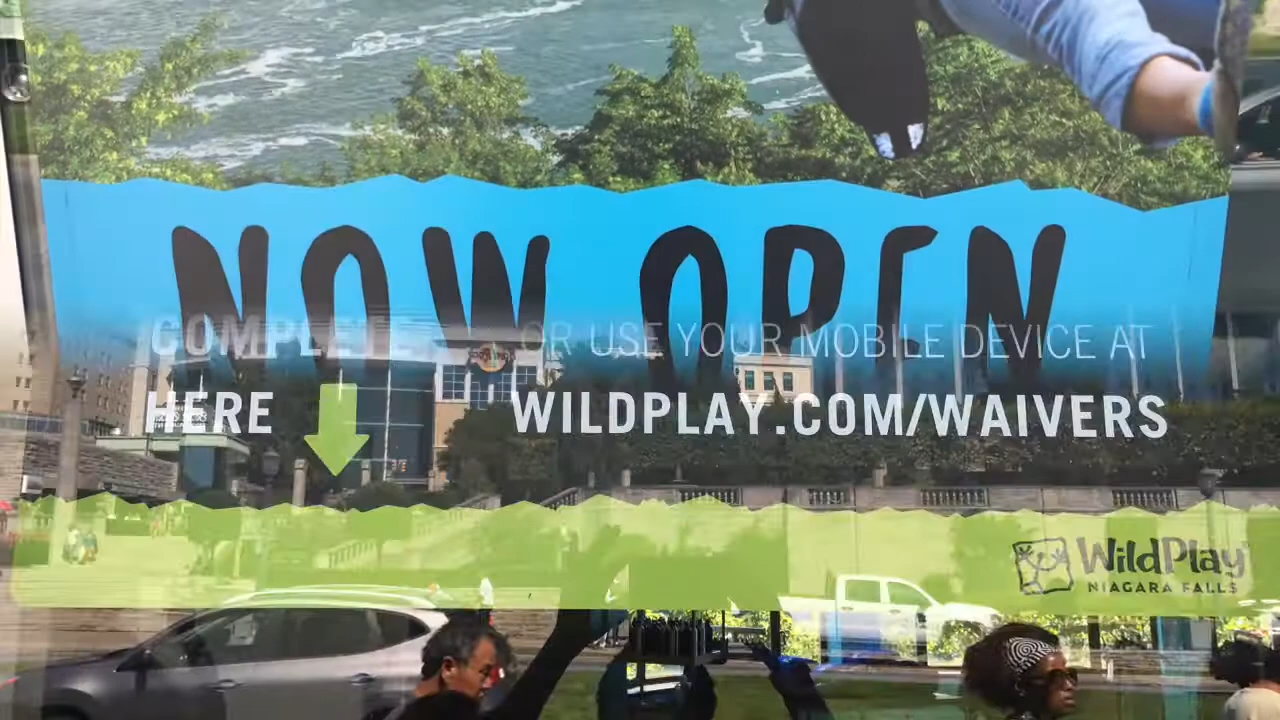 NOW OPEN
COMPLETE OR USE YOUR MOBILE DEVICE AT
HERE WILDPLAY.COM/WAIVERS
WildPlay
NIAGARA FALLS